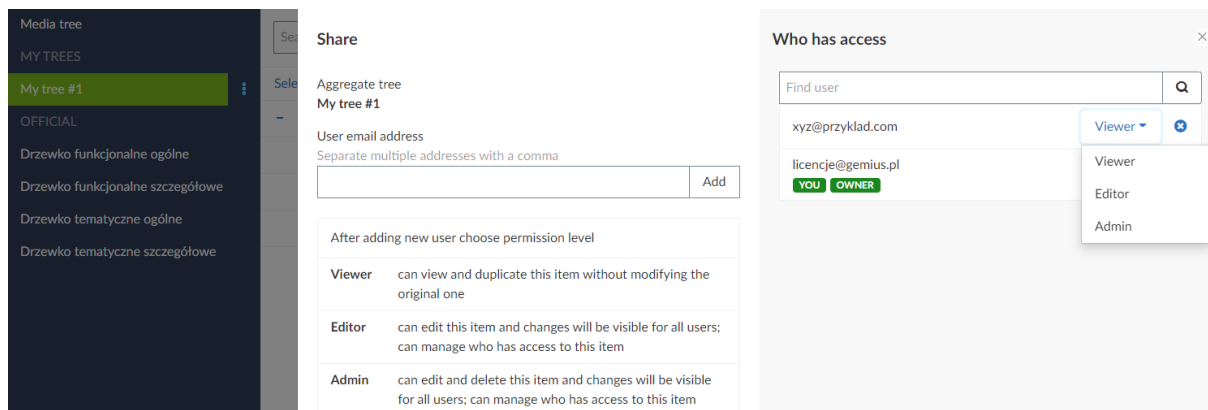 Media tree
MY TREES
My tree #1
OFFICIAL
Drzewko funkcjonalne ogólne
Drzewko funkcjonalne szczegółowe
Drzewko tematyczne ogólne
Drzewko tematyczne szczegółowe
Sea
Sele
Share
Aggregate tree
My tree #1
User email address
Separate multiple addresses with a comma
Add
After adding new user choose permission level
Viewer can view and duplicate this item without modifying the
original one
Editor can edit this item and changes will be visible for all users;
can manage who has access to this item
Admin can edit and delete this item and changes will be visible
for all users; can manage who has access to this item
Who has access
Find user
xyz@przyklad.com Viewer
licencje@gemius.pl
YOU OWNER
Viewer
Editor
Admin